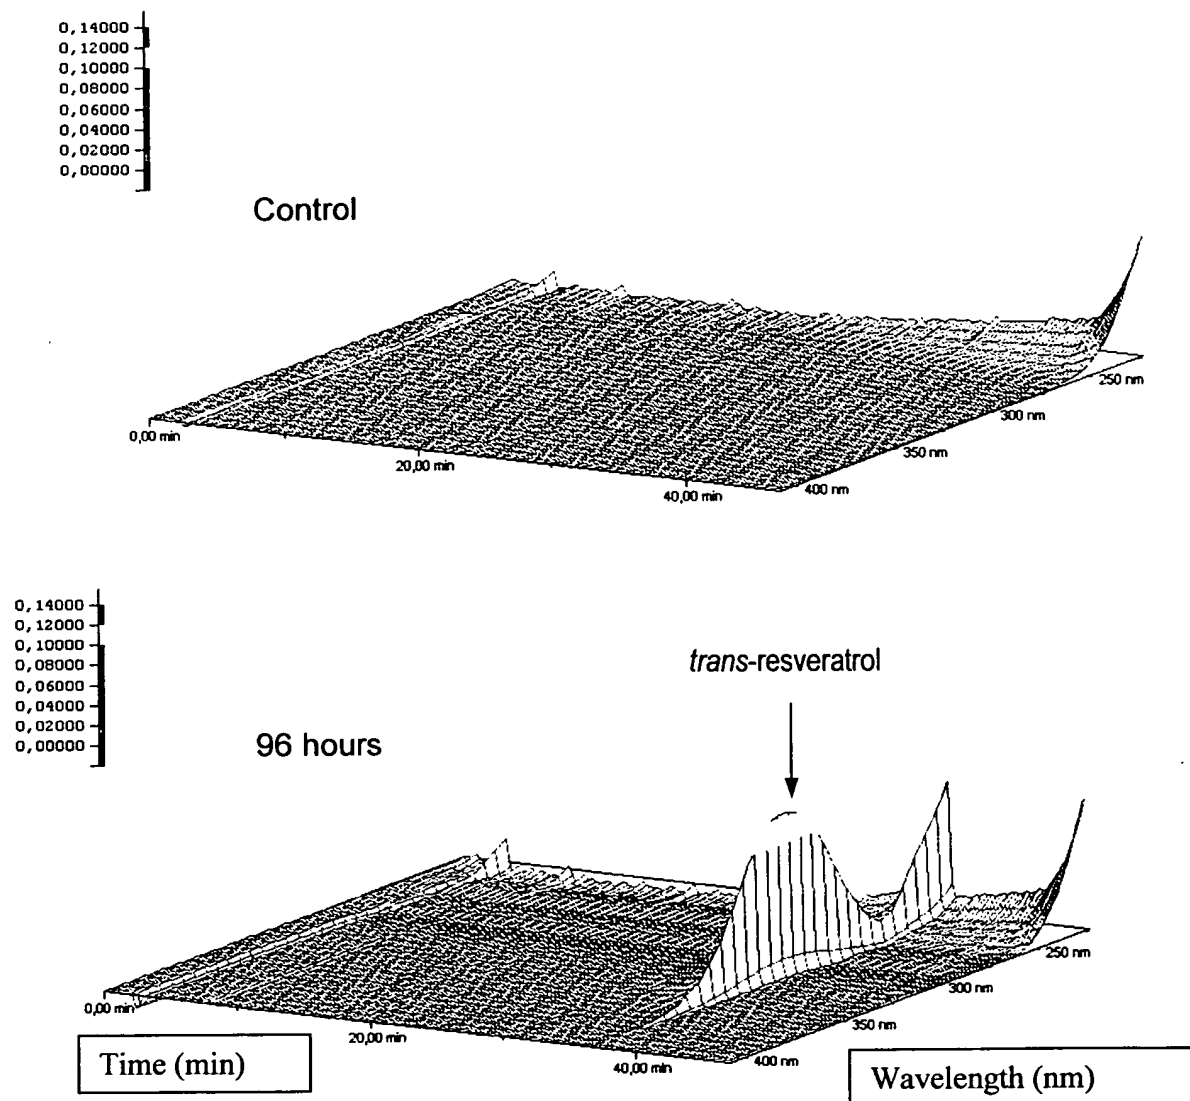 0,14000
0,12000
0,10000
0,08000
0,06000
0,04000
0,02000
0,00000
Control
0,00 min
20,00 min
40,00 min
400 nm
350 nm
300 nm
250 nm
0,14000
0,12000
0,10000
0,08000
0,06000
0,04000
0,02000
0,00000
trans-resveratrol
96 hours
0,00 min
20,00 min
40,00 min
400 nm
350 nm
300 nm
250 nm
Time (min)
Wavelength (nm)